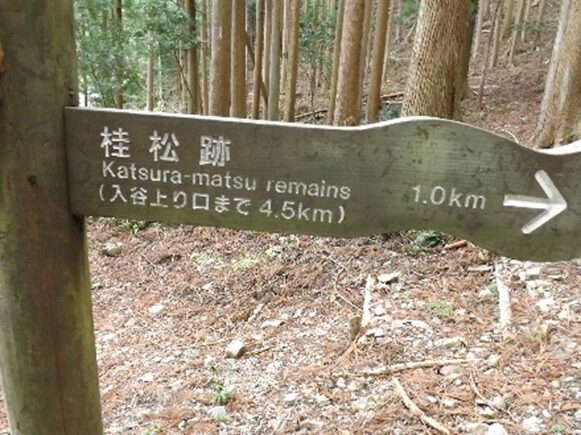 桂松跡
Katsura-matsu remains
(入谷上り口まで 4.5km)
1.0km →